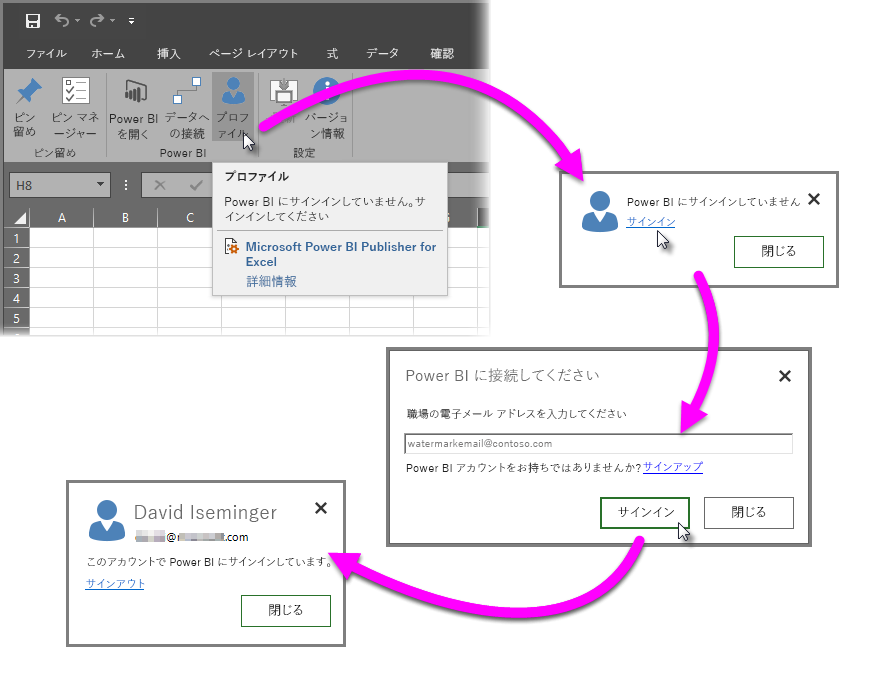 ファイル ホーム 挿入 ページ レイアウト 式 データ 確認
ピン
留め
ピン マネ
ージャー
Power BI
を開く
データへ
の接続
プロフ
ァイル
バージョ
ン情報
ピン留め Power BI 設定
H8
A B C
1
2
3
4
5
プロファイル
Power BI にサインインしていません。サ
インインしてください
Microsoft Power BI Publisher for
Excel
詳細情報
Power BI にサインインしていません
サインイン
閉じる
Power BI に接続してください
職場の電子メール アドレスを入力してください
watermarkemail@contoso.com
Power BI アカウントをお持ちではありませんか? サインアップ
サインイン 閉じる
David Iseminger
@ .com
このアカウントで Power BI にサインインしています。
サインアウト
閉じる